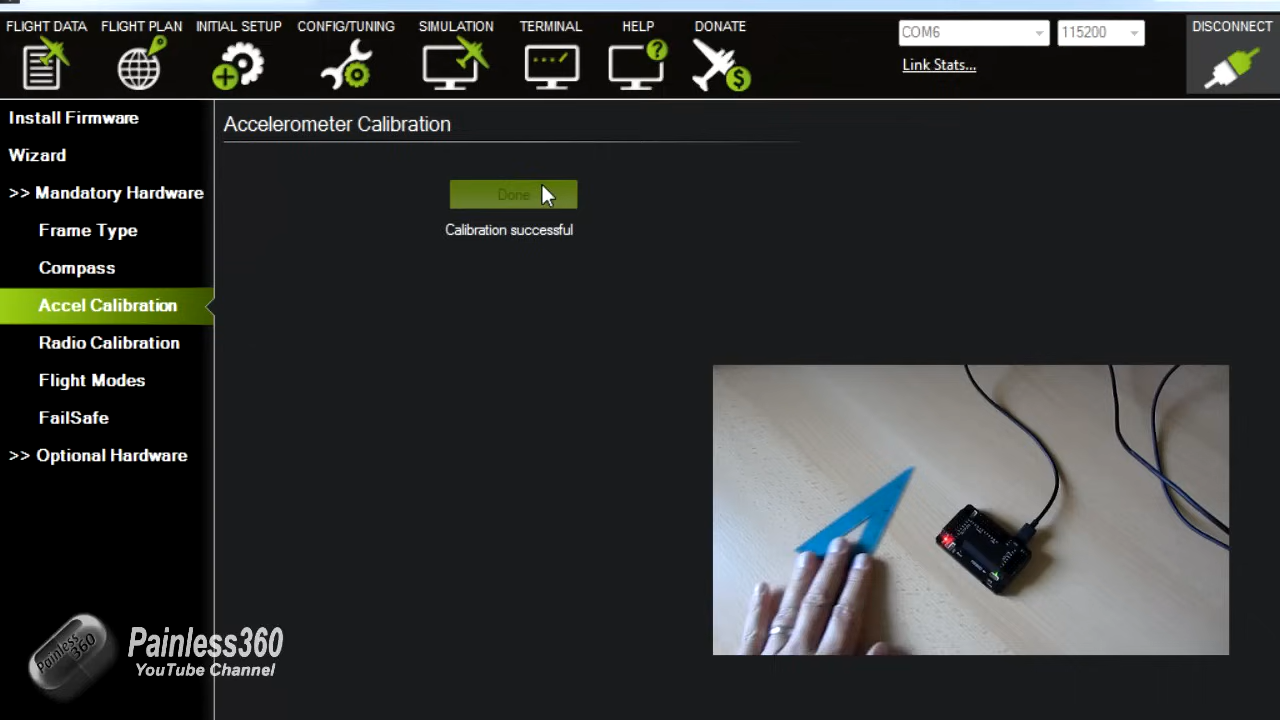 FLIGHT DATA FLIGHT PLAN INITIAL SETUP CONFIG/TUNING SIMULATION TERMINAL HELP DONATE
COM6 115200 DISCONNECT
Link Stats...
Install Firmware
Wizard
>> Mandatory Hardware
Frame Type
Compass
Accel Calibration
Radio Calibration
Flight Modes
FailSafe
>> Optional Hardware
Accelerometer Calibration
Done
Calibration successful
Painless360
Painless360
YouTube Channel